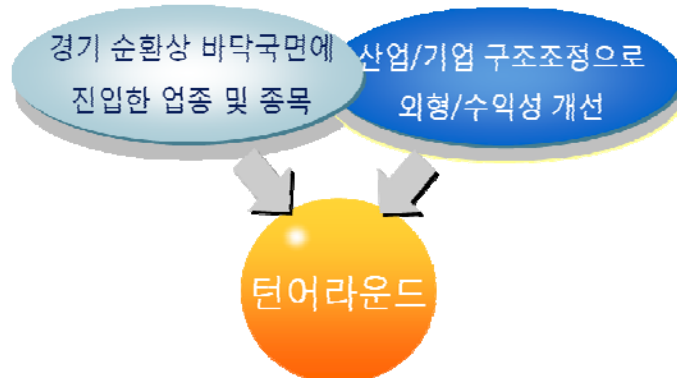 경기 순환상 바닥국면에
진입한 업종 및 종목
산업/기업 구조조정으로
외형/수익성 개선
턴어라운드